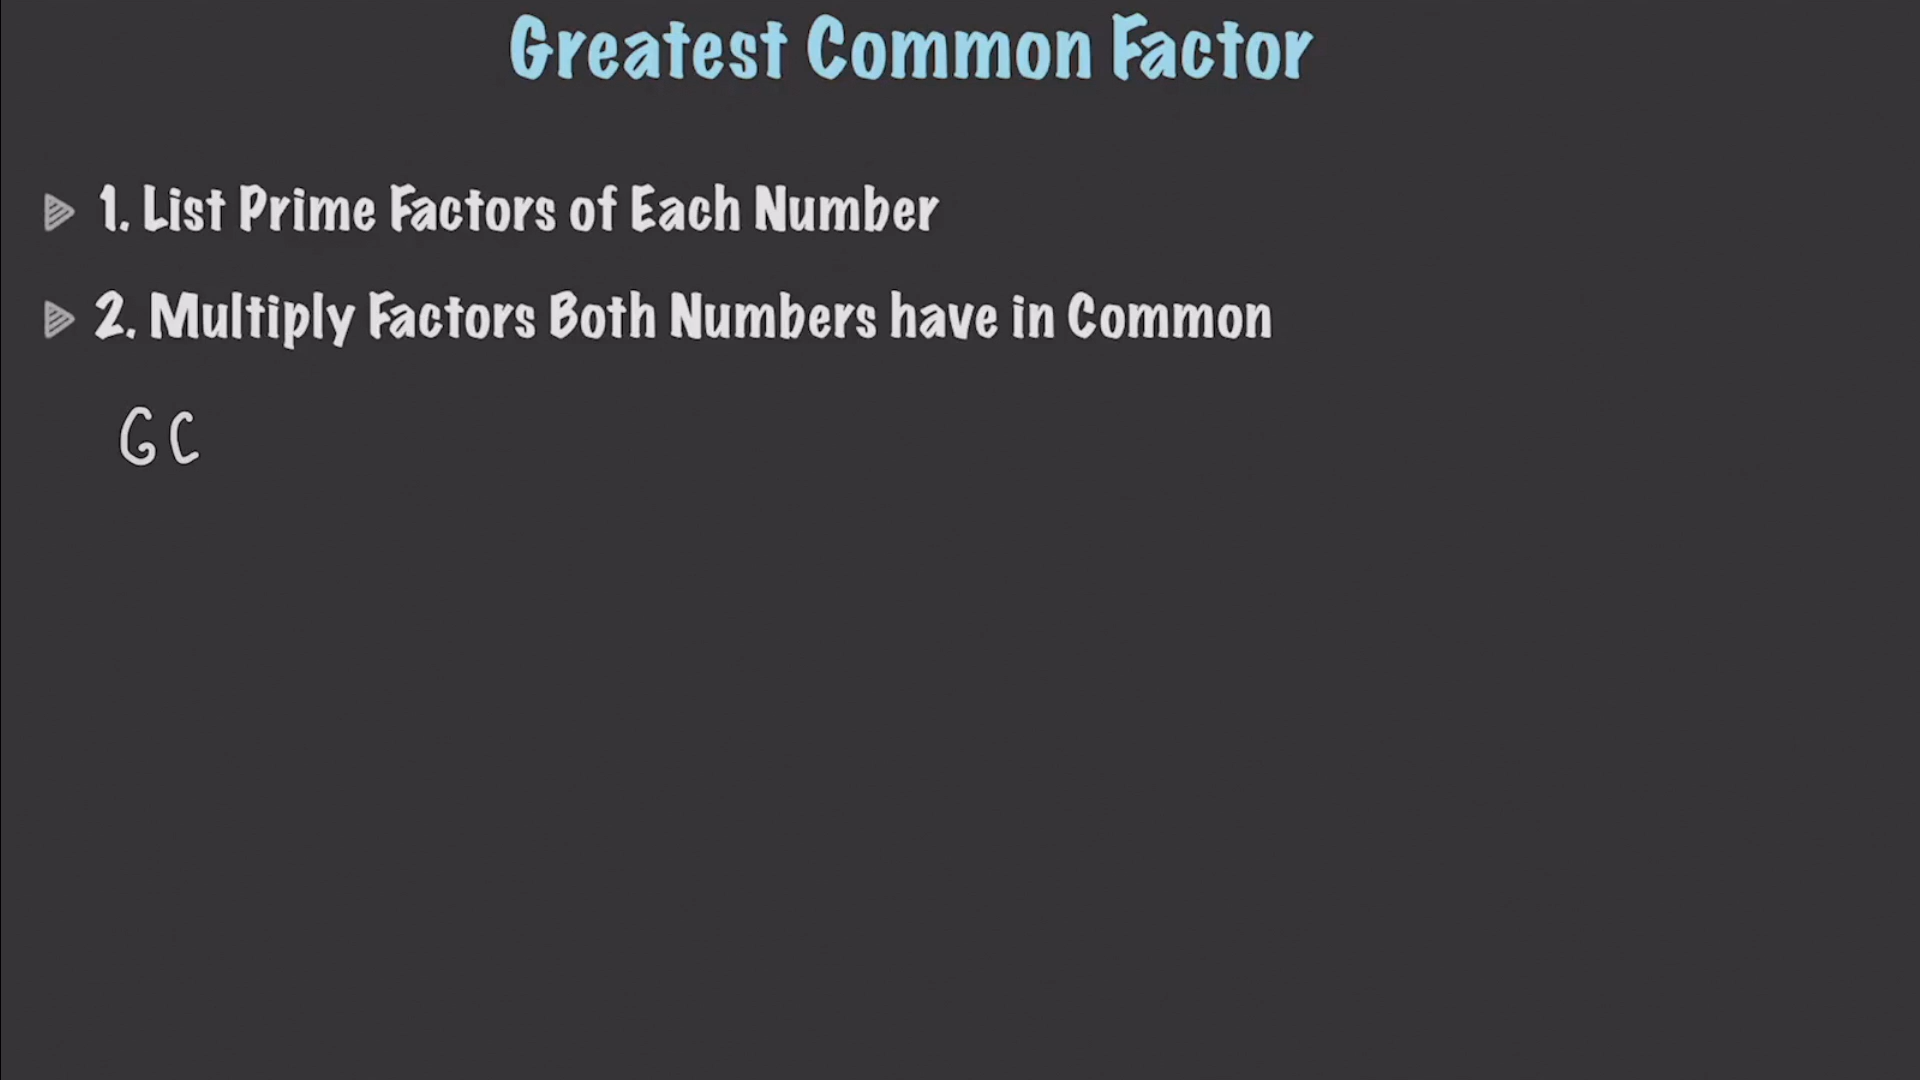 Greatest Common Factor
1. List Prime Factors of Each Number
2. Multiply Factors Both Numbers have in Common
GC